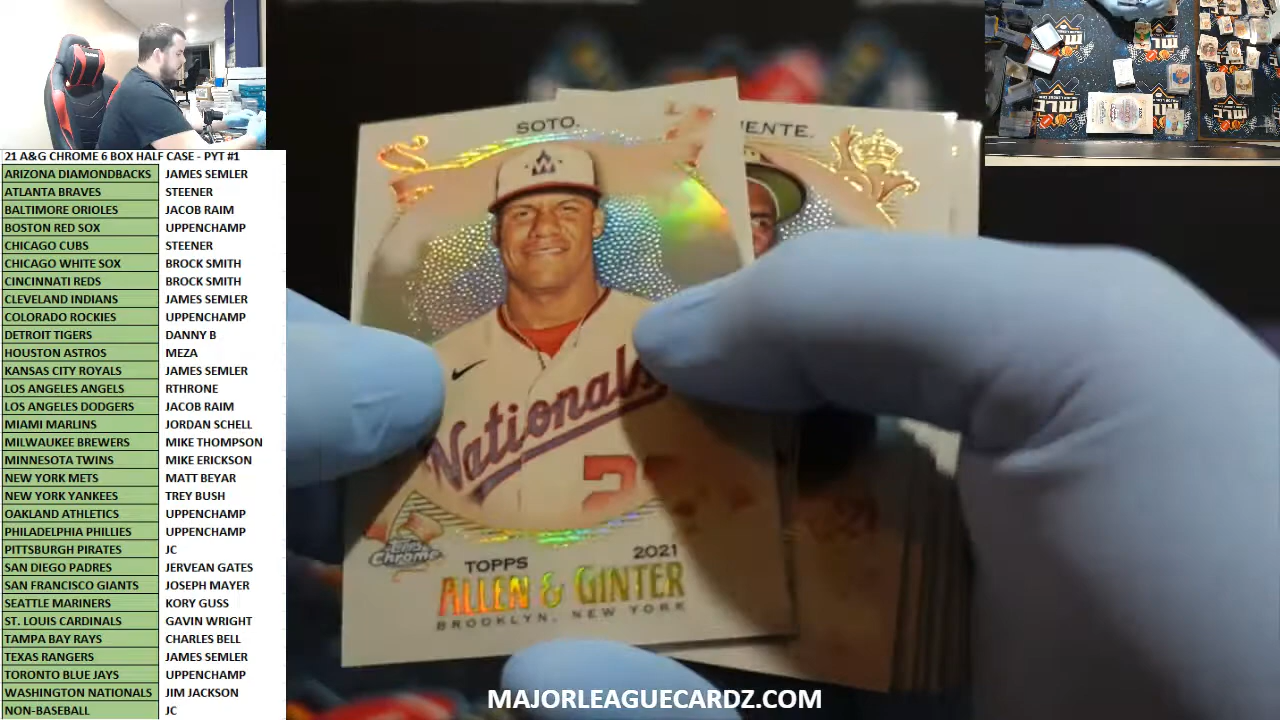 21 A&G CHROME 6 BOX HALF CASE - PYT #1
ARIZONA DIAMONDBACKS JAMES SEMLER
ATLANTA BRAVES STEENER
BALTIMORE ORIOLES JACOB RAIM
BOSTON RED SOX UPPENCHAMP
CHICAGO CUBS STEENER
CHICAGO WHITE SOX BROCK SMITH
CINCINNATI REDS BROCK SMITH
CLEVELAND INDIANS JAMES SEMLER
COLORADO ROCKIES UPPENCHAMP
DETROIT TIGERS DANNY B
HOUSTON ASTROS MEZA
KANSAS CITY ROYALS JAMES SEMLER
LOS ANGELES ANGELS RTHRONE
LOS ANGELES DODGERS JACOB RAIM
MIAMI MARLINS JORDAN SCHELL
MILWAUKEE BREWERS MIKE THOMPSON
MINNESOTA TWINS MIKE ERICKSON
NEW YORK METS MATT BEYAR
NEW YORK YANKEES TREY BUSH
OAKLAND ATHLETICS UPPENCHAMP
PHILADELPHIA PHILLIES UPPENCHAMP
PITTSBURGH PIRATES JC
SAN DIEGO PADRES JERVEAN GATES
SAN FRANCISCO GIANTS JOSEPH MAYER
SEATTLE MARINERS KORY GUSS
ST. LOUIS CARDINALS GAVIN WRIGHT
TAMPA BAY RAYS CHARLES BELL
TEXAS RANGERS JAMES SEMLER
TORONTO BLUE JAYS UPPENCHAMP
WASHINGTON NATIONALS JIM JACKSON
NON-BASEBALL JC
SOTO.
IENTE.
W
Nationals
2
Topps Chrome
TOPPS 2021
ALLEN & GINTER
BROOKLYN, NEW YORK
MAJORLEAGUECARDZ.COM